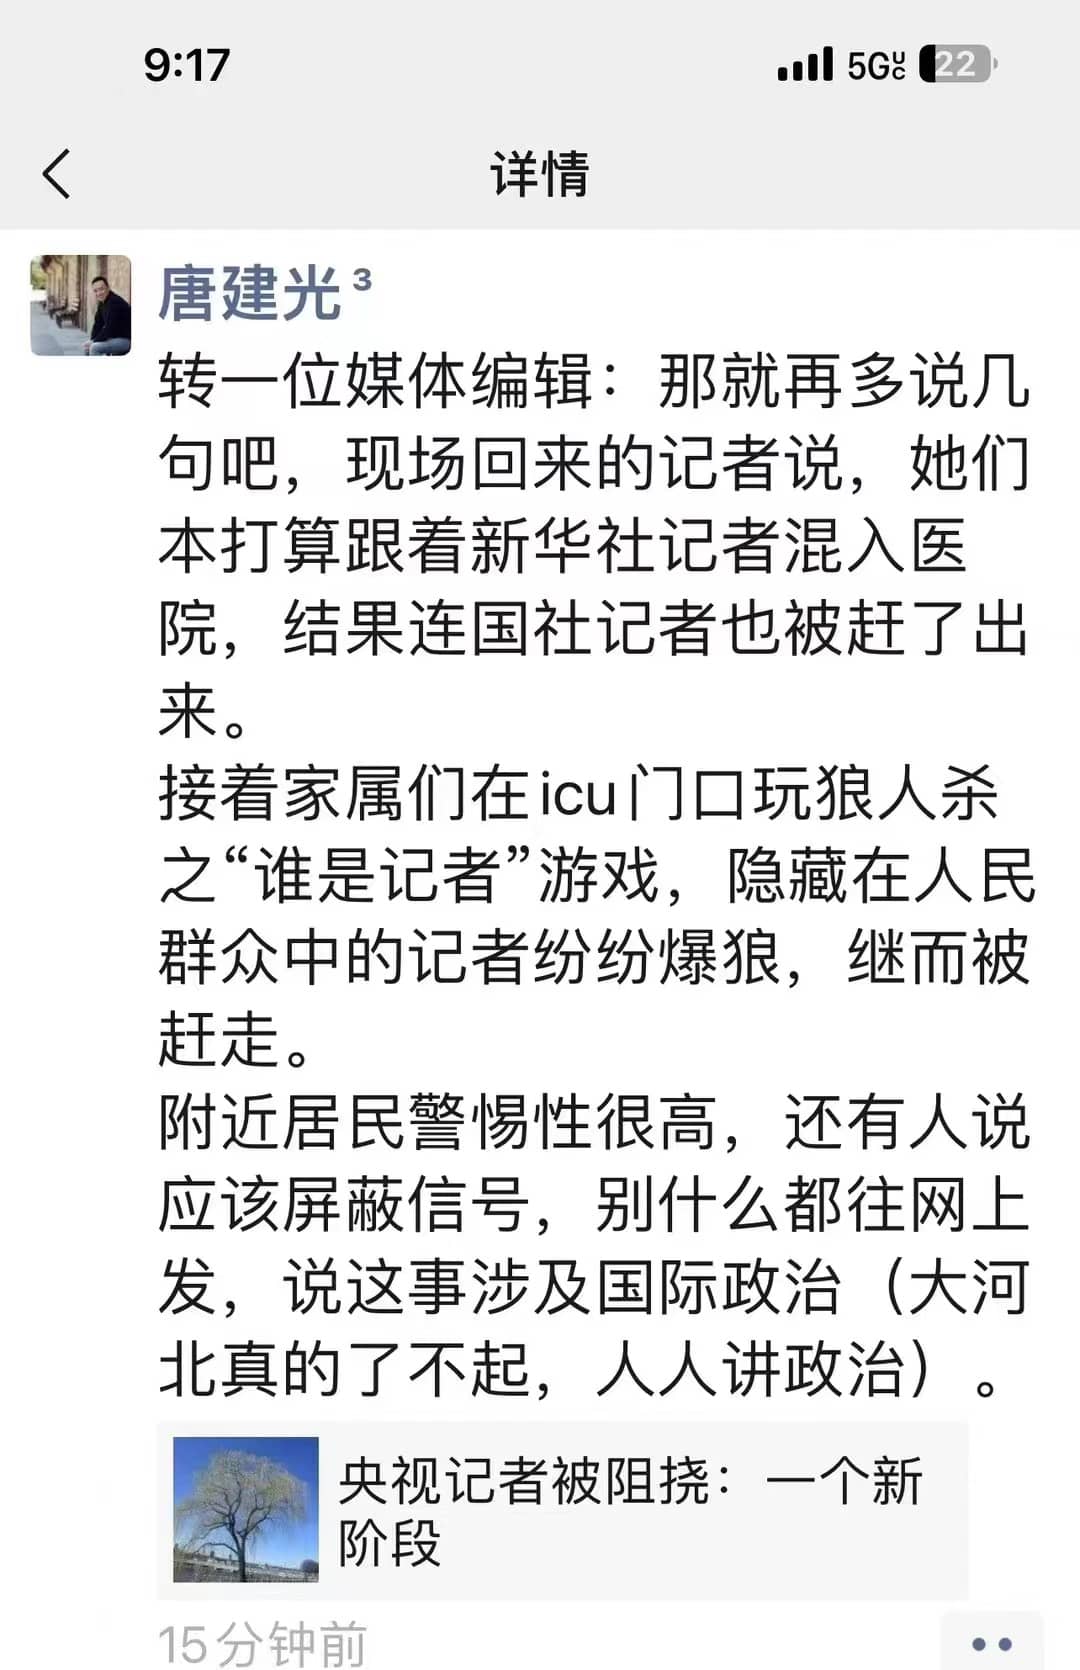 9:17
5GUC 22
详情
唐建光³
转一位媒体编辑：那就再多说几
句吧，现场回来的记者说，她们
本打算跟着新华社记者混入医
院，结果连国社记者也被赶了出
来。
接着家属们在icu门口玩狼人杀
之“谁是记者”游戏，隐藏在人民
群众中的记者纷纷爆狼，继而被
赶走。
附近居民警惕性很高，还有人说
应该屏蔽信号，别什么都往网上
发，说这事涉及国际政治（大河
北真的了不起，人人讲政治）。
央视记者被阻挠：一个新
阶段
15分钟前